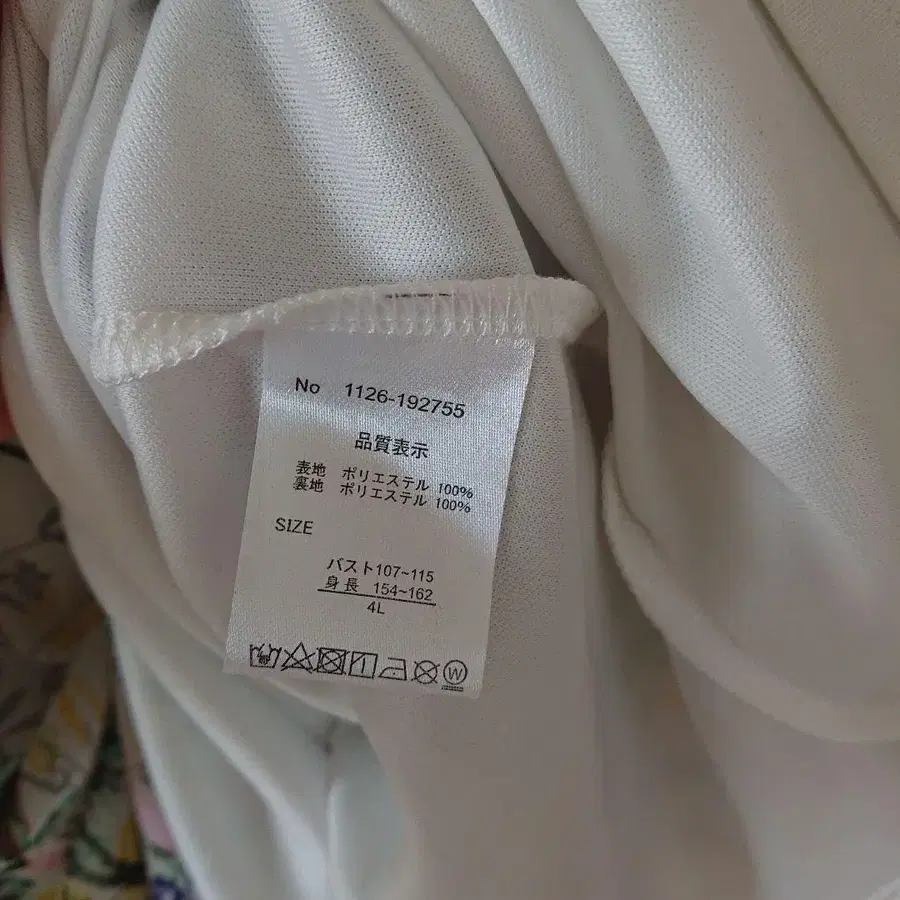 No 1126-192755
品質表示
表地 ポリエステル 100%
裏地 ポリエステル 100%
SIZE
バスト107~115
身長 154~162
4L
W